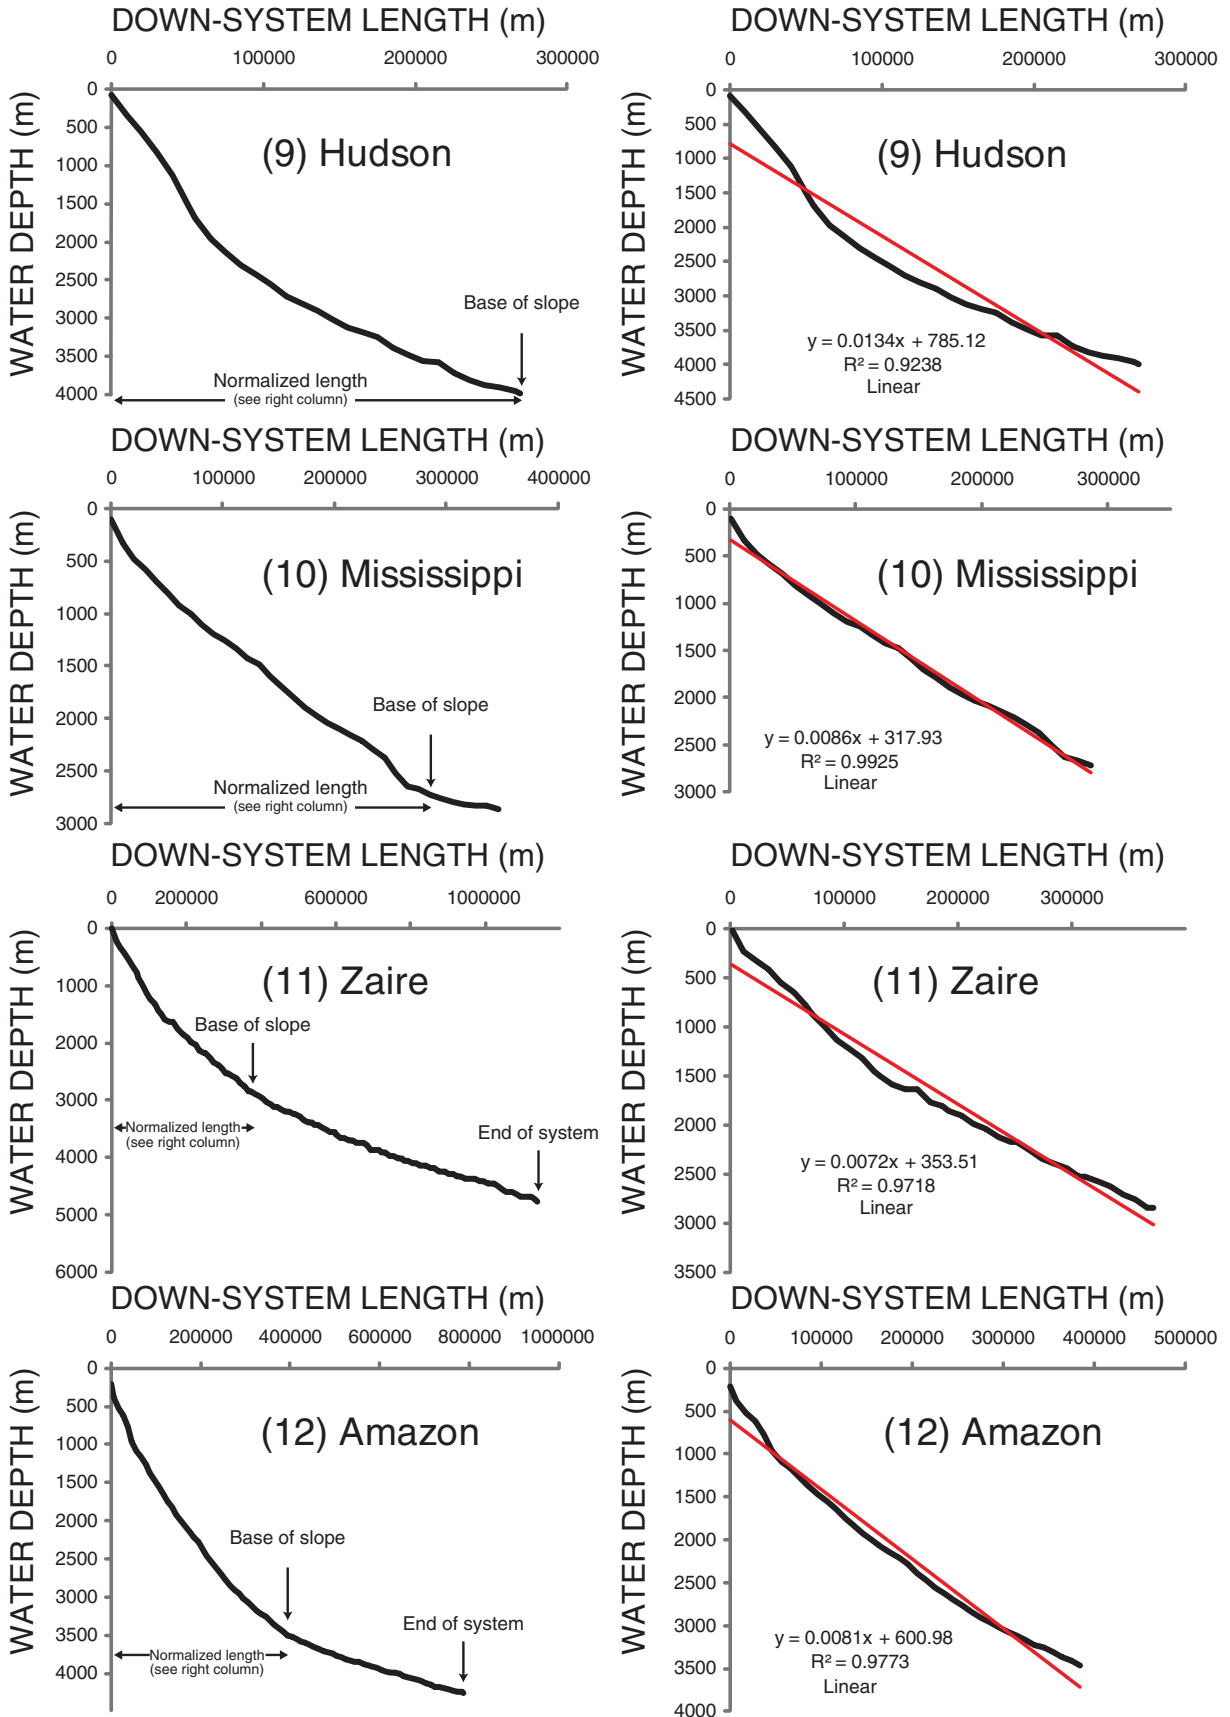 DOWN-SYSTEM LENGTH (m)
0 100000 200000 300000
WATER DEPTH (m)
0
500
1000
1500
2000
2500
3000
3500
4000
(9) Hudson
Base of slope
Normalized length
(see right column)
DOWN-SYSTEM LENGTH (m)
0 100000 200000 300000
WATER DEPTH (m)
0
500
1000
1500
2000
2500
3000
3500
4000
4500
(9) Hudson
y = 0.0134x + 785.12
R² = 0.9238
Linear
DOWN-SYSTEM LENGTH (m)
0 100000 200000 300000 400000
WATER DEPTH (m)
0
500
1000
1500
2000
2500
3000
(10) Mississippi
Base of slope
Normalized length
(see right column)
DOWN-SYSTEM LENGTH (m)
0 100000 200000 300000
WATER DEPTH (m)
0
500
1000
1500
2000
2500
3000
(10) Mississippi
y = 0.0086x + 317.93
R² = 0.9925
Linear
DOWN-SYSTEM LENGTH (m)
0 200000 600000 1000000
WATER DEPTH (m)
0
1000
2000
3000
4000
5000
6000
(11) Zaire
Base of slope
Normalized length
(see right column)
End of system
DOWN-SYSTEM LENGTH (m)
0 100000 200000 300000
WATER DEPTH (m)
0
500
1000
1500
2000
2500
3000
3500
(11) Zaire
y = 0.0072x + 353.51
R² = 0.9718
Linear
DOWN-SYSTEM LENGTH (m)
0 200000 400000 600000 800000 1000000
WATER DEPTH (m)
0
500
1000
1500
2000
2500
3000
3500
4000
(12) Amazon
Base of slope
End of system
Normalized length
(see right column)
DOWN-SYSTEM LENGTH (m)
0 100000 200000 300000 400000 500000
WATER DEPTH (m)
0
500
1000
1500
2000
2500
3000
3500
4000
(12) Amazon
y = 0.0081x + 600.98
R² = 0.9773
Linear